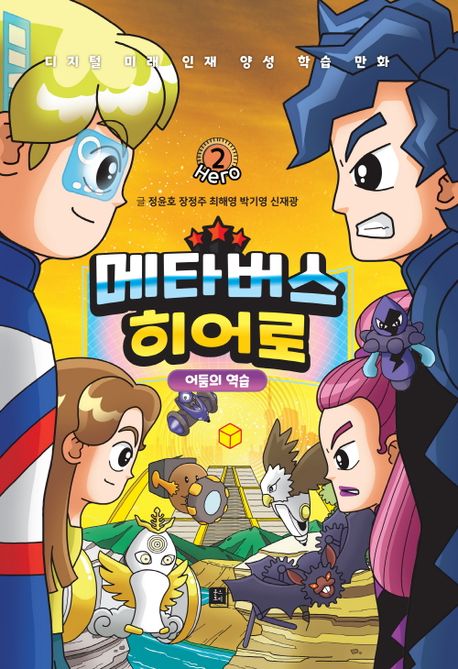 디지털 미래 인재 양성 학습 만화
2
Hero
글 정윤호 장정주 최해영 박기영 신재광
메타버스
히어로
어둠의 역습